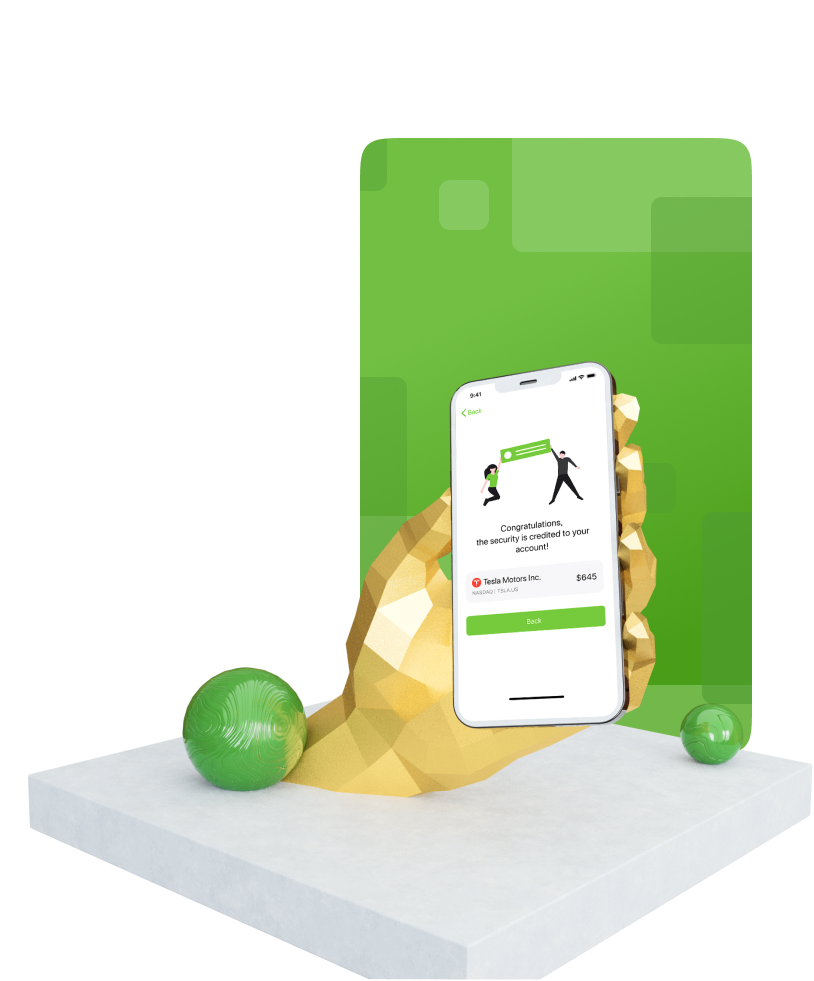 9:41
Back
Congratulations,
the security is credited to your
account!
Tesla Motors Inc.
$645
NASDAQ | TSLA.US
Back